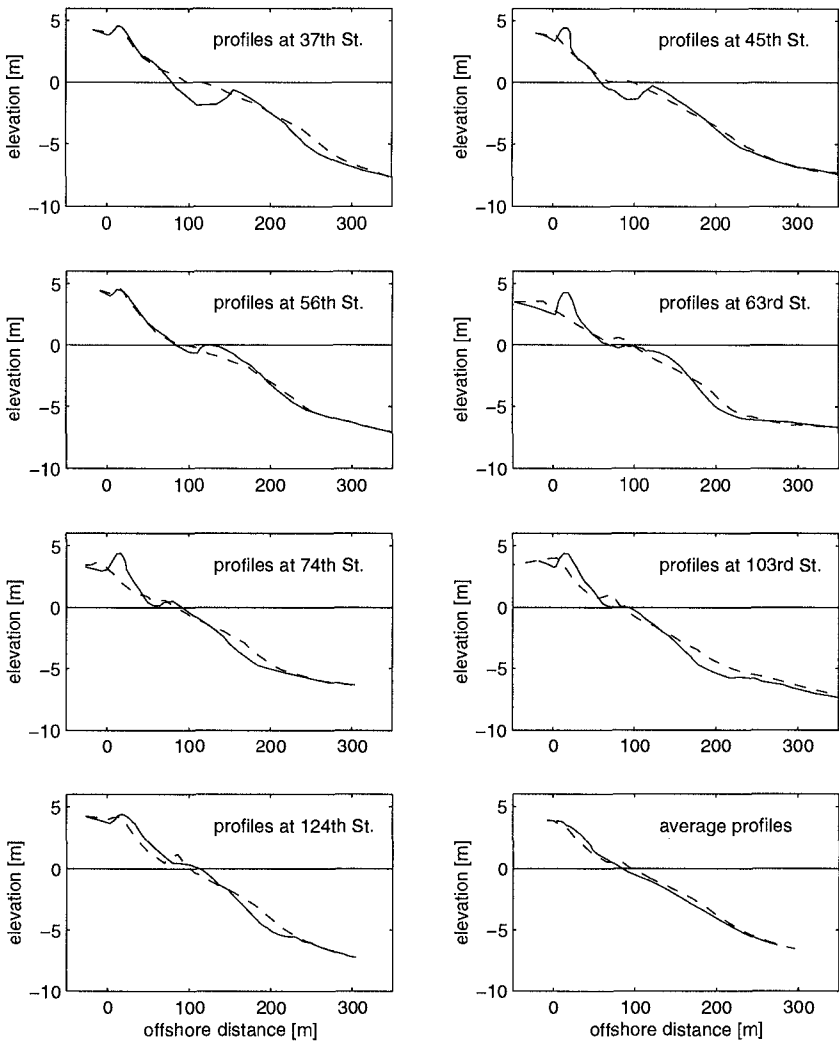 5
0
−5
−10
elevation [m]
profiles at 37th St.
0 100 200 300
5
0
−5
−10
elevation [m]
profiles at 45th St.
0 100 200 300
5
0
−5
−10
elevation [m]
profiles at 56th St.
0 100 200 300
5
0
−5
−10
elevation [m]
profiles at 63rd St.
0 100 200 300
5
0
−5
−10
elevation [m]
profiles at 74th St.
0 100 200 300
5
0
−5
−10
elevation [m]
profiles at 103rd St.
0 100 200 300
5
0
−5
−10
elevation [m]
profiles at 124th St.
0 100 200 300
offshore distance [m]
5
0
−5
−10
elevation [m]
average profiles
0 100 200 300
offshore distance [m]